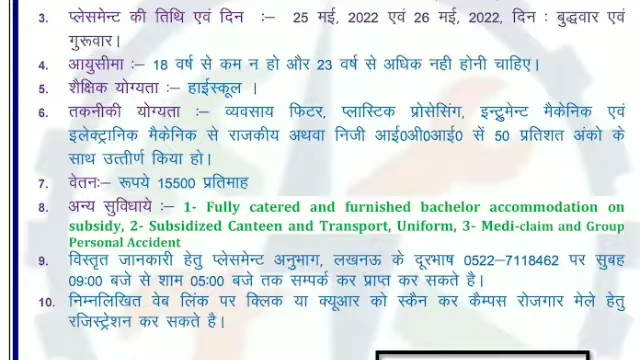 3. प्लेसमेन्ट की तिथि एवं दिन :– 25 मई, 2022 एवं 26 मई, 2022, दिन : बुद्धवार एवं
गुरूवार।
4. आयुसीमा :– 18 वर्ष से कम न हो और 23 वर्ष से अधिक नही होनी चाहिए।
5. शैक्षिक योग्यता :– हाईस्कूल ।
6. तकनीकी योग्यता :– व्यवसाय फिटर, प्लास्टिक प्रोसेसिंग, इन्ट्रुमेन्ट मैकेनिक एवं
इलेक्ट्रानिक मैकेनिक से राजकीय अथवा निजी आई0टी0आई0 सें 50 प्रतिशत अंको के
साथ उत्तीर्ण किया हो।
7. वेतनः– रूपये 15500 प्रतिमाह
8. अन्य सुविधाये :– 1- Fully catered and furnished bachelor accommodation on
subsidy, 2- Subsidized Canteen and Transport, Uniform, 3- Medi-claim and Group
Personal Accident
9. विस्तृत जानकारी हेतु प्लेसमेन्ट अनुभाग, लखनऊ के दूरभाष 0522–7118462 पर सुबह
09:00 बजे से शाम 05:00 बजे तक सम्पर्क कर प्राप्त कर सकते है।
10. निम्नलिखित वेब लिंक पर क्लिक या क्यूआर को स्कैन कर कैम्पस रोजगार मेले हेतु
रजिस्ट्रेशन कर सकते है।